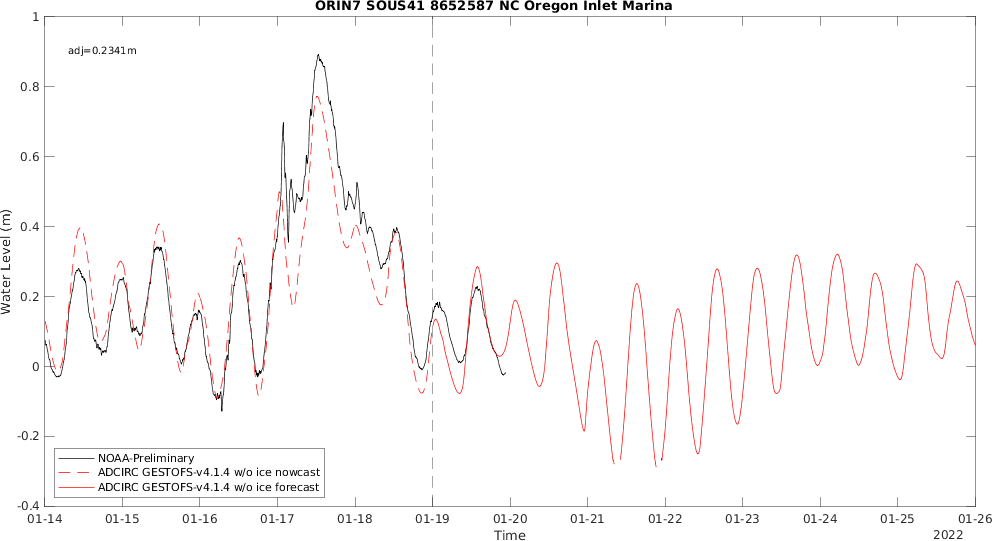 ORIN7 SOUS41 8652587 NC Oregon Inlet Marina
adj=0.2341m
1
0.8
0.6
0.4
0.2
0
-0.2
-0.4
Water Level (m)
NOAA-Preliminary
ADCIRC GESTOFS-v4.1.4 w/o ice nowcast
ADCIRC GESTOFS-v4.1.4 w/o ice forecast
01-14 01-15 01-16 01-17 01-18 01-19 01-20 01-21 01-22 01-23 01-24 01-25 01-26
Time
2022